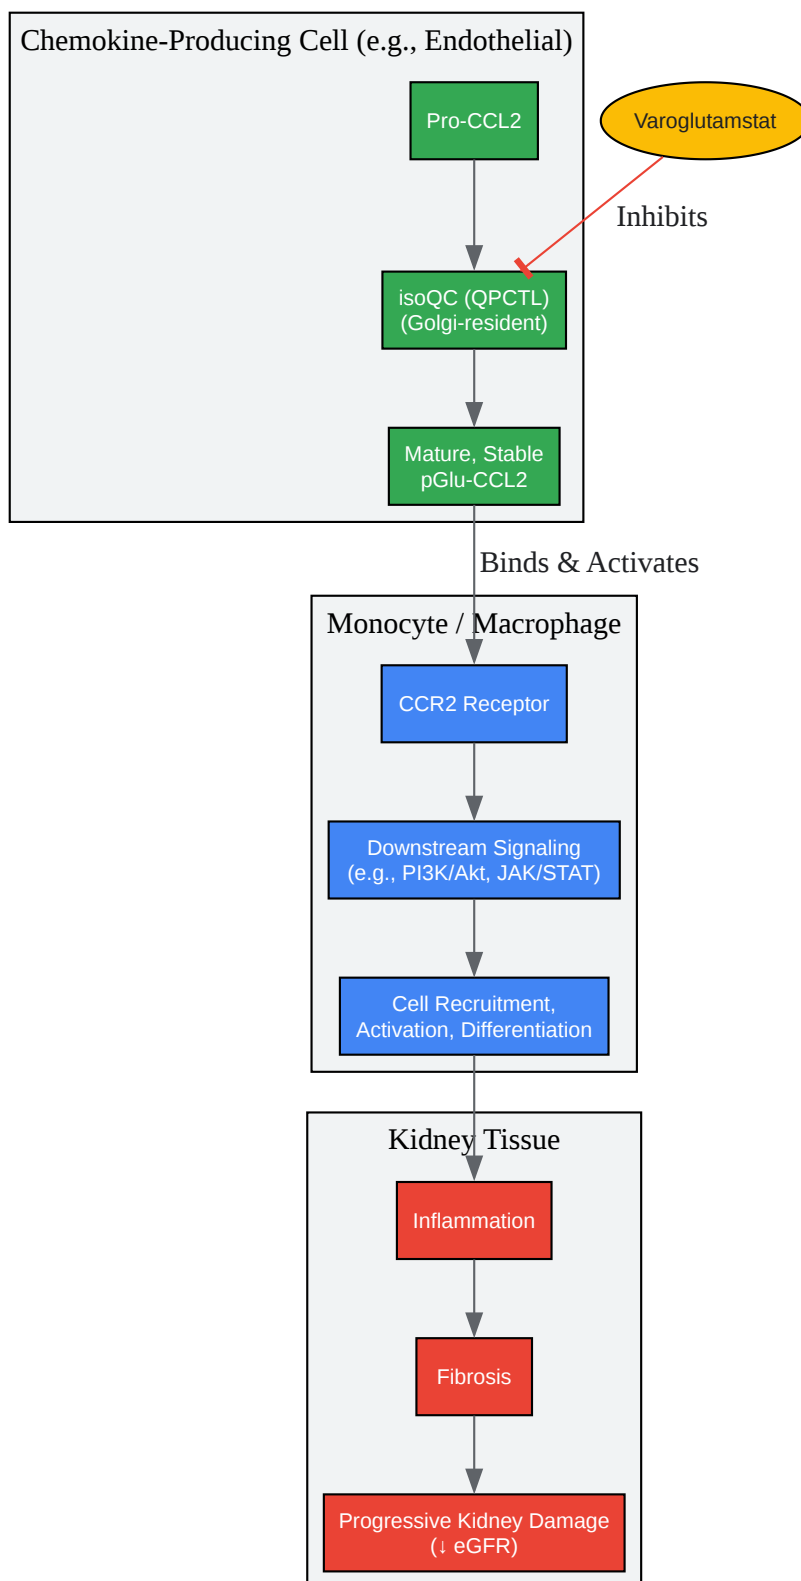 Chemokine-Producing Cell (e.g., Endothelial)
Pro-CCL2
Varoglutamstat
Inhibits
isoQC (QPCTL)
(Golgi-resident)
Mature, Stable
pGlu-CCL2
Binds & Activates
Monocyte / Macrophage
CCR2 Receptor
Downstream Signaling
(e.g., PI3K/Akt, JAK/STAT)
Cell Recruitment,
Activation, Differentiation
Kidney Tissue
Inflammation
Fibrosis
Progressive Kidney Damage
(↓ eGFR)